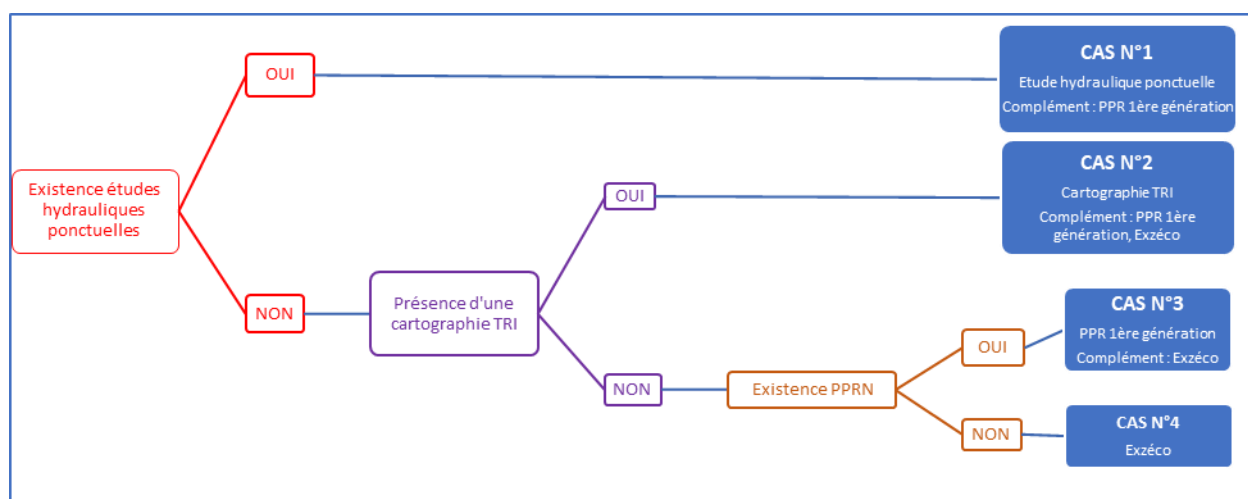 OUI
CAS N°1
Etude hydraulique ponctuelle
Complément : PPR 1ère génération
Existence études
hydrauliques
ponctuelles
OUI
CAS N°2
Cartographie TRI
Complément : PPR 1ère
génération, Exzéco
NON
Présence d'une
cartographie TRI
OUI
CAS N°3
PPR 1ère génération
Complément : Exzéco
NON
Existence PPRN
NON
CAS N°4
Exzéco